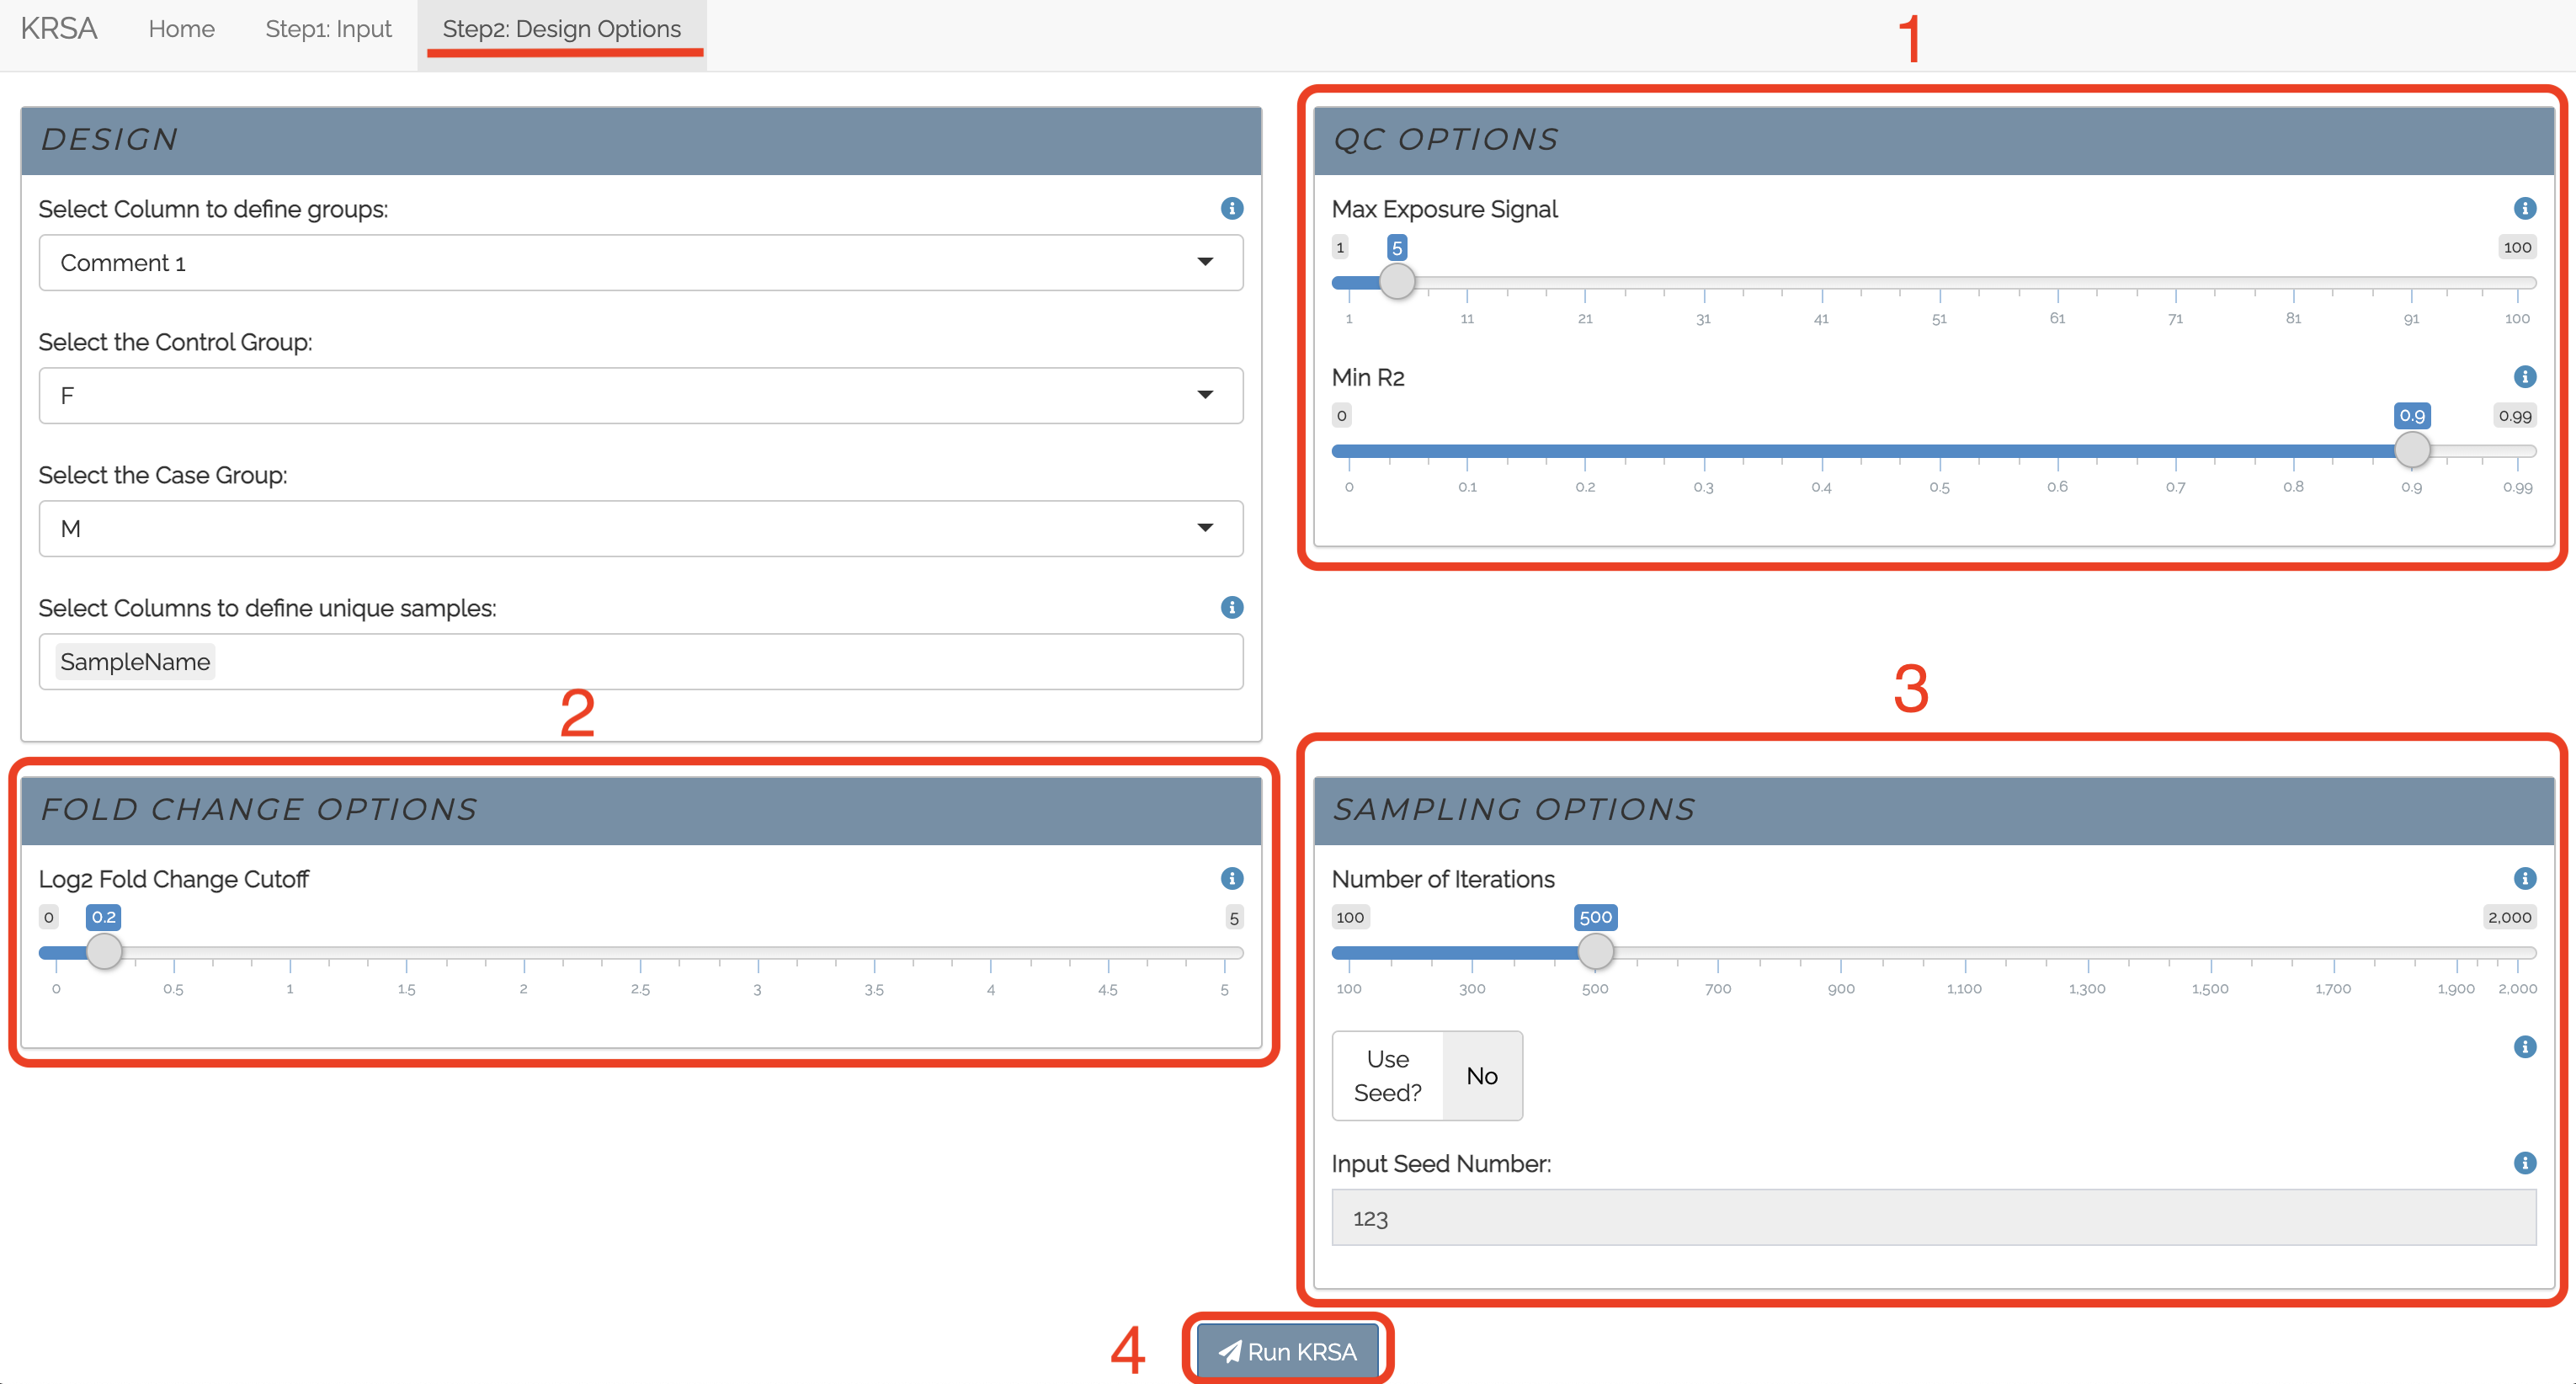 KRSA Home Step1: Input Step2: Design Options
1
DESIGN
Select Column to define groups:
Comment 1
Select the Control Group:
F
Select the Case Group:
M
Select Columns to define unique samples:
SampleName
QC OPTIONS
Max Exposure Signal
1 5 100
1 11 21 31 41 51 61 71 81 91 100
Min R2
0 0.9 0.99
0 0.1 0.2 0.3 0.4 0.5 0.6 0.7 0.8 0.9 0.99
2
FOLD CHANGE OPTIONS
Log2 Fold Change Cutoff
0 0.2 5
0 0.5 1 1.5 2 2.5 3 3.5 4 4.5 5
3
SAMPLING OPTIONS
Number of Iterations
100 500 2,000
100 300 500 700 900 1,100 1,300 1,500 1,700 1,900 2,000
Use
Seed?
No
Input Seed Number:
123
4
Run KRSA